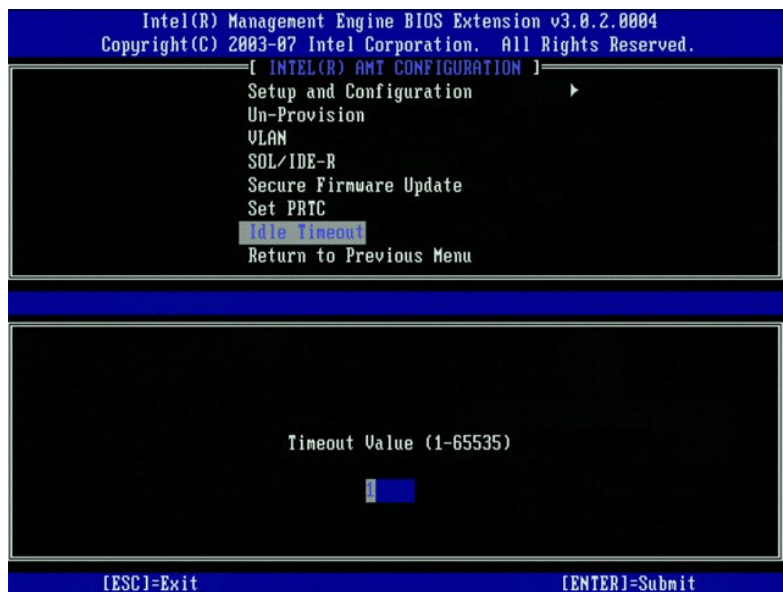 Intel(R) Management Engine BIOS Extension v3.0.2.0004
Copyright(C) 2003-07 Intel Corporation. All Rights Reserved.
[ INTEL(R) AMT CONFIGURATION ]
Setup and Configuration
Un-Provision
VLAN
SOL/IDE-R
Secure Firmware Update
Set PRTC
Idle Timeout
Return to Previous Menu
Timeout Value (1-65535)
1
[ESC]=Exit [ENTER]=Submit